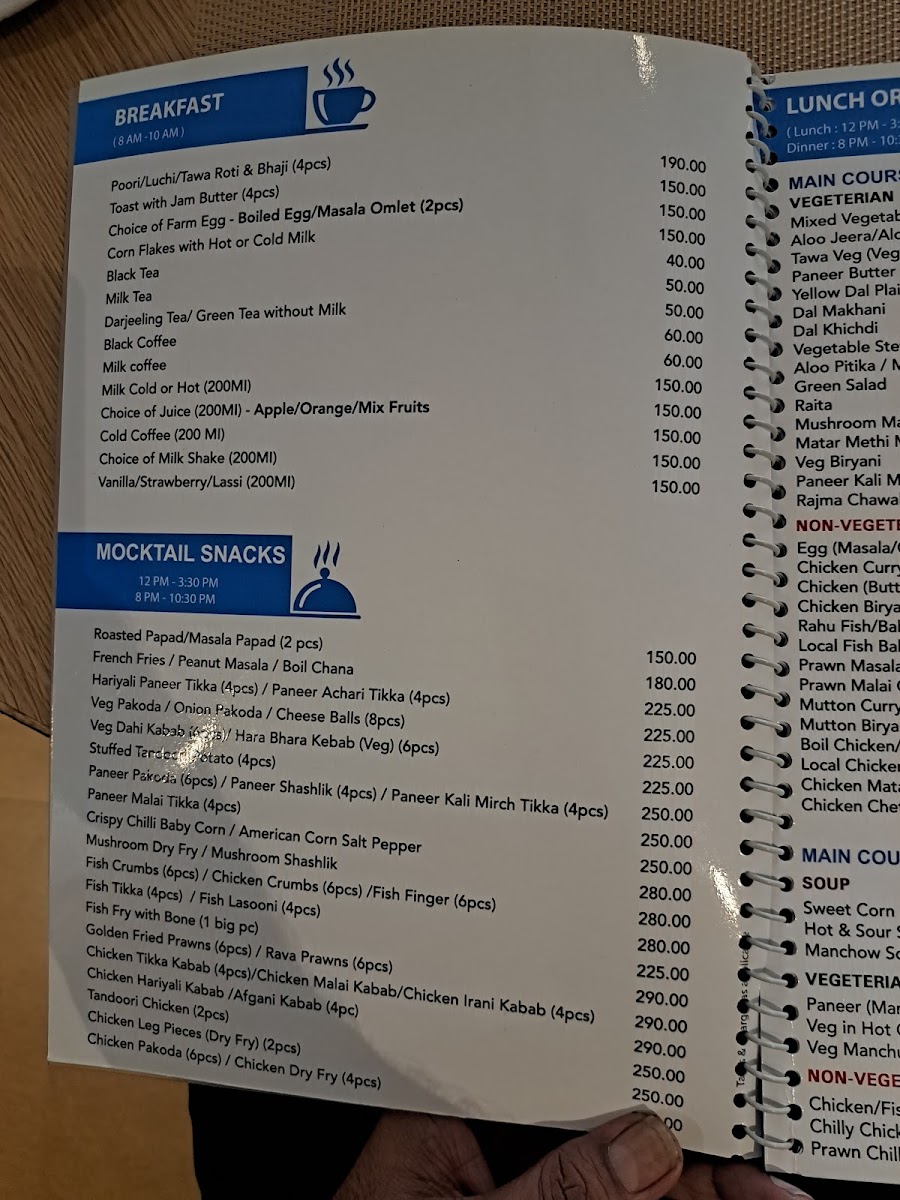 BREAKFAST
( 8 AM -10 AM )
Poori/Luchi/Tawa Roti & Bhaji (4pcs) 190.00
Toast with Jam Butter (4pcs) 150.00
Choice of Farm Egg - Boiled Egg/Masala Omlet (2pcs) 150.00
Corn Flakes with Hot or Cold Milk 150.00
Black Tea 40.00
Milk Tea 50.00
Darjeeling Tea/ Green Tea without Milk 50.00
Black Coffee 60.00
Milk coffee 60.00
Milk Cold or Hot (200Ml) 150.00
Choice of Juice (200Ml) - Apple/Orange/Mix Fruits 150.00
Cold Coffee (200 Ml) 150.00
Choice of Milk Shake (200Ml) 150.00
Vanilla/Strawberry/Lassi (200Ml) 150.00
MOCKTAIL SNACKS
12 PM - 3:30 PM
8 PM - 10:30 PM
Roasted Papad/Masala Papad (2 pcs) 150.00
French Fries / Peanut Masala / Boil Chana 180.00
Hariyali Paneer Tikka (4pcs) / Paneer Achari Tikka (4pcs) 225.00
Veg Pakoda / Onion Pakoda / Cheese Balls (8pcs) 225.00
Veg Dahi Kabab (6pcs)/ Hara Bhara Kebab (Veg) (6pcs) 225.00
Stuffed Tandoori Potato (4pcs) 225.00
Paneer Pakoda (6pcs) / Paneer Shashlik (4pcs) / Paneer Kali Mirch Tikka (4pcs) 250.00
Paneer Malai Tikka (4pcs) 250.00
Crispy Chilli Baby Corn / American Corn Salt Pepper 250.00
Mushroom Dry Fry / Mushroom Shashlik 280.00
Fish Crumbs (6pcs) / Chicken Crumbs (6pcs) /Fish Finger (6pcs) 280.00
Fish Tikka (4pcs) / Fish Lasooni (4pcs) 280.00
Fish Fry with Bone (1 big pc) 225.00
Golden Fried Prawns (6pcs) / Rava Prawns (6pcs) 290.00
Chicken Tikka Kabab (4pcs)/Chicken Malai Kabab/Chicken Irani Kabab (4pcs) 290.00
Chicken Hariyali Kabab /Afgani Kabab (4pc) 290.00
Tandoori Chicken (2pcs) 250.00
Chicken Leg Pieces (Dry Fry) (2pcs) 250.00
Chicken Pakoda (6pcs) / Chicken Dry Fry (4pcs)
LUNCH OR
( Lunch : 12 PM - 3:
Dinner : 8 PM - 10:
MAIN COURS
VEGETERIAN
Mixed Vegetab
Aloo Jeera/Alo
Tawa Veg (Veg
Paneer Butter
Yellow Dal Plai
Dal Makhani
Dal Khichdi
Vegetable Ste
Aloo Pitika / M
Green Salad
Raita
Mushroom Ma
Matar Methi M
Veg Biryani
Paneer Kali M
Rajma Chawa
NON-VEGETE
Egg (Masala/
Chicken Curry
Chicken (Butt
Chicken Birya
Rahu Fish/Bal
Local Fish Bal
Prawn Masala
Prawn Malai
Mutton Curry
Mutton Birya
Boil Chicken/
Local Chicken
Chicken Mata
Chicken Chet
MAIN COU
SOUP
Sweet Corn
Hot & Sour S
Manchow So
VEGETERIA
Paneer (Man
Veg in Hot
Veg Manchu
NON-VEGE
Chicken/Fis
Chilly Chick
Prawn Chill